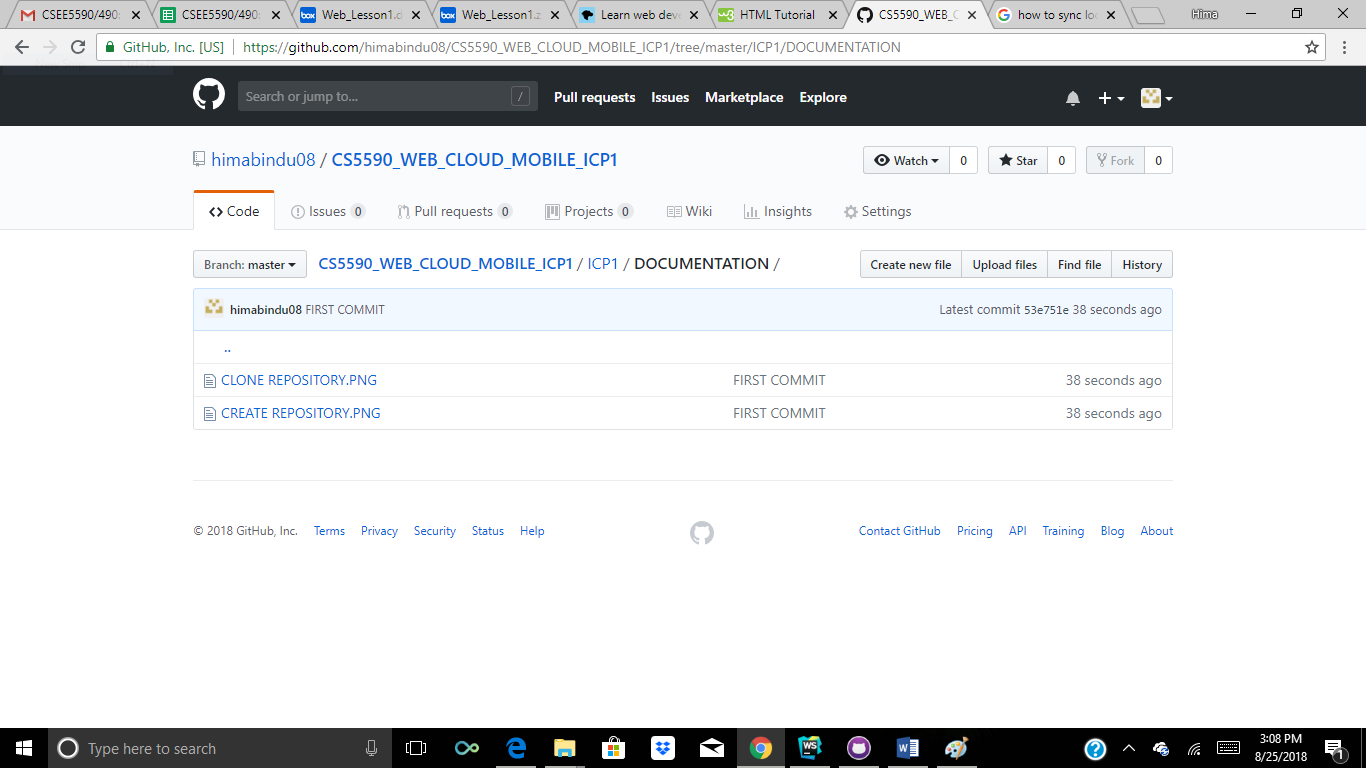 CSEE5590/490: CSEE5590/490: Web_Lesson1.d Web_Lesson1.z Learn web deve HTML Tutorial CS5590_WEB_C how to sync loc Hima
GitHub, Inc. [US] https://github.com/himabindu08/CS5590_WEB_CLOUD_MOBILE_ICP1/tree/master/ICP1/DOCUMENTATION
Search or jump to... / Pull requests Issues Marketplace Explore
himabindu08 / CS5590_WEB_CLOUD_MOBILE_ICP1 Watch 0 Star 0 Fork 0
Code Issues 0 Pull requests 0 Projects 0 Wiki Insights Settings
Branch: master CS5590_WEB_CLOUD_MOBILE_ICP1 / ICP1 / DOCUMENTATION / Create new file Upload files Find file History
himabindu08 FIRST COMMIT Latest commit 53e751e 38 seconds ago
..
CLONE REPOSITORY.PNG FIRST COMMIT 38 seconds ago
CREATE REPOSITORY.PNG FIRST COMMIT 38 seconds ago
© 2018 GitHub, Inc. Terms Privacy Security Status Help Contact GitHub Pricing API Training Blog About
Type here to search 3:08 PM
8/25/2018 1